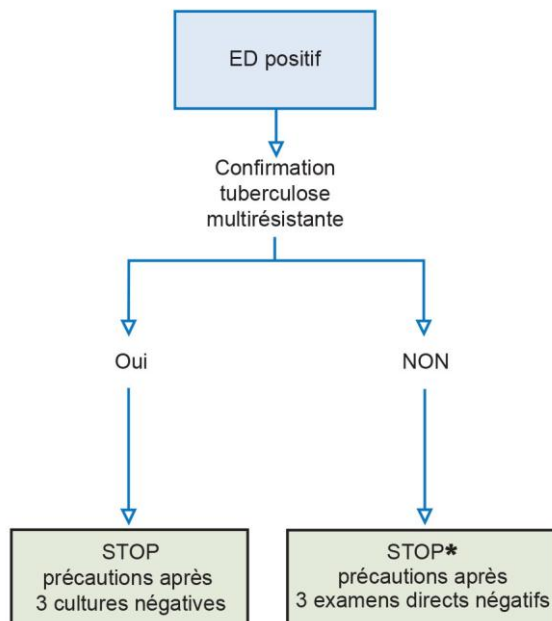 ED positif
Confirmation
tuberculose
multirésistante
Oui
NON
STOP
précautions après
3 cultures négatives
STOP*
précautions après
3 examens directs négatifs